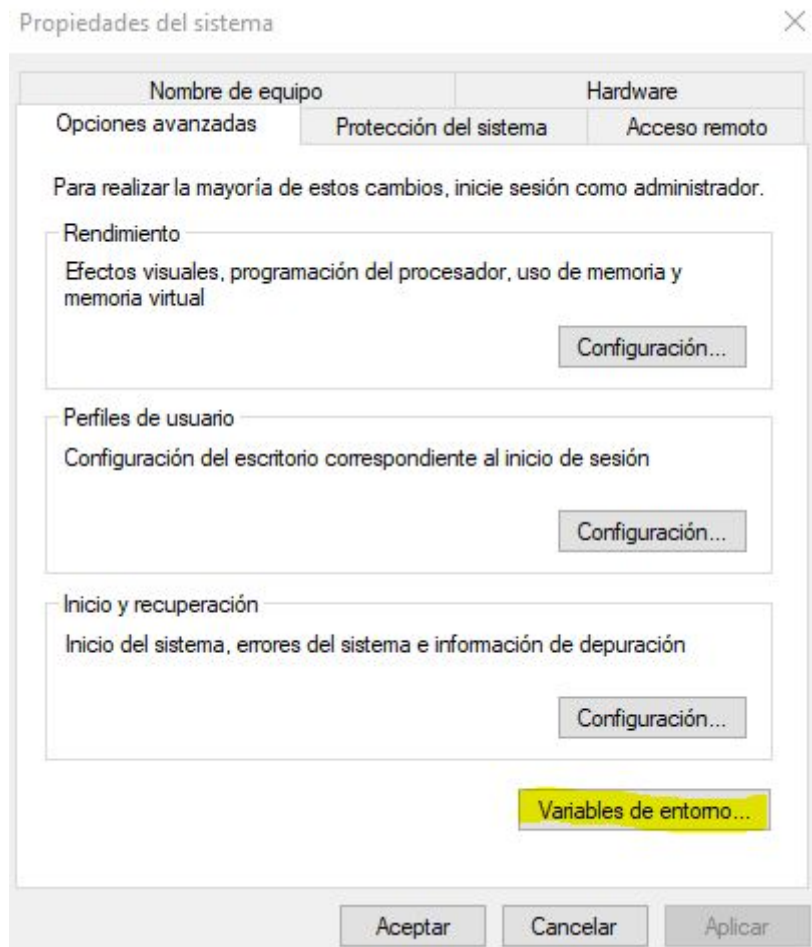 Propiedades del sistema
Nombre de equipo
Hardware
Opciones avanzadas
Protección del sistema
Acceso remoto
Para realizar la mayoría de estos cambios, inicie sesión como administrador.
Rendimiento
Efectos visuales, programación del procesador, uso de memoria y
memoria virtual
Configuración...
Perfiles de usuario
Configuración del escritorio correspondiente al inicio de sesión
Configuración...
Inicio y recuperación
Inicio del sistema, errores del sistema e información de depuración
Configuración...
Variables de entorno...
Aceptar
Cancelar
Aplicar